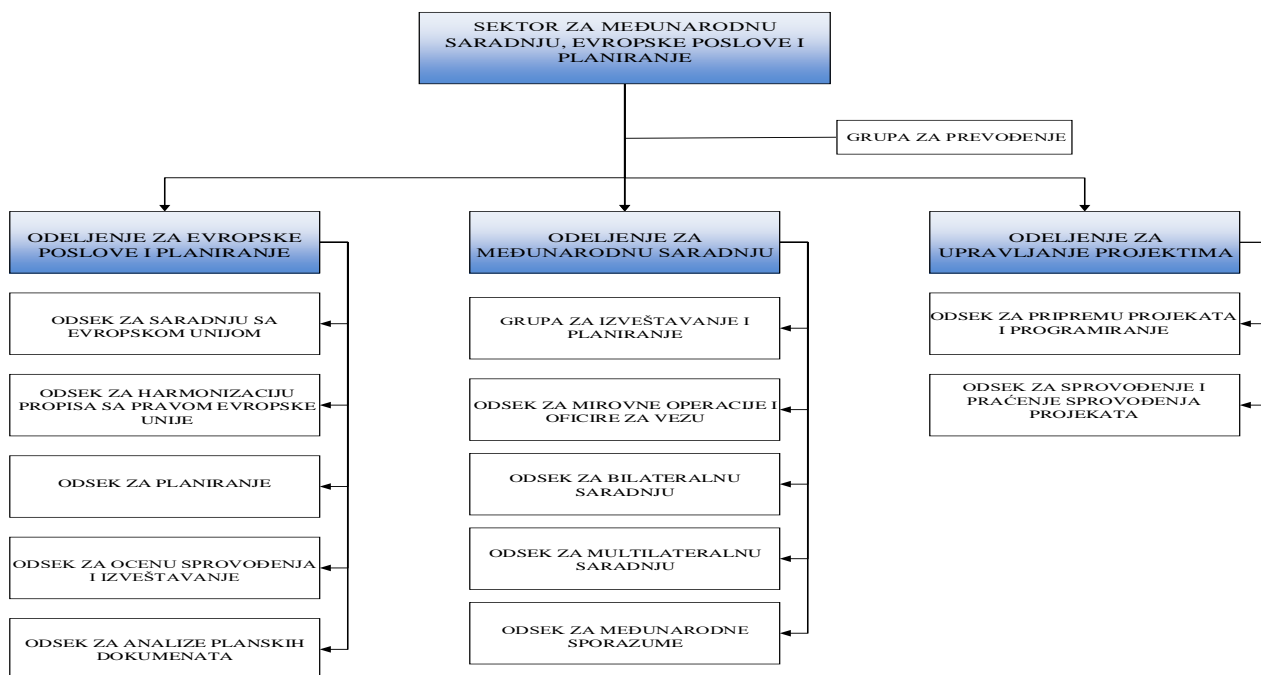 SEKTOR ZA MEĐUNARODNU
SARADNJU, EVROPSKE POSLOVE I
PLANIRANJE
GRUPA ZA PREVOĐENJE
ODELJENJE ZA EVROPSKE
POSLOVE I PLANIRANJE
ODSEK ZA SARADNJU SA
EVROPSKOM UNIJOM
ODSEK ZA HARMONIZACIJU
PROPISA SA PRAVOM EVROPSKE
UNIJE
ODSEK ZA PLANIRANJE
ODSEK ZA OCENU SPROVOĐENJA
I IZVEŠTAVANJE
ODSEK ZA ANALIZE PLANSKIH
DOKUMENATA
ODELJENJE ZA
MEĐUNARODNU SARADNJU
GRUPA ZA IZVEŠTAVANJE I
PLANIRANJE
ODSEK ZA MIROVNE OPERACIJE I
OFICIRE ZA VEZU
ODSEK ZA BILATERALNU
SARADNJU
ODSEK ZA MULTILATERALNU
SARADNJU
ODSEK ZA MEĐUNARODNE
SPORAZUME
ODELJENJE ZA
UPRAVLJANJE PROJEKTIMA
ODSEK ZA PRIPREMU PROJEKATA
I PROGRAMIRANJE
ODSEK ZA SPROVOĐENJE I
PRAĆENJE SPROVOĐENJA
PROJEKATA